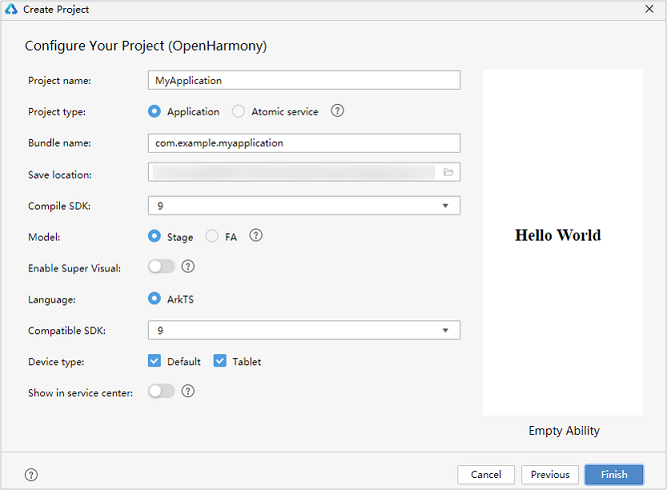 Create Project
Configure Your Project (OpenHarmony)
Project name: MyApplication
Project type: Application Atomic service ?
Bundle name: com.example.myapplication
Save location:
Compile SDK: 9
Model: Stage FA ?
Enable Super Visual: ?
Language: ArkTS
Compatible SDK: 9
Device type: Default Tablet
Show in service center: ?
Hello World
Empty Ability
? Cancel Previous Finish